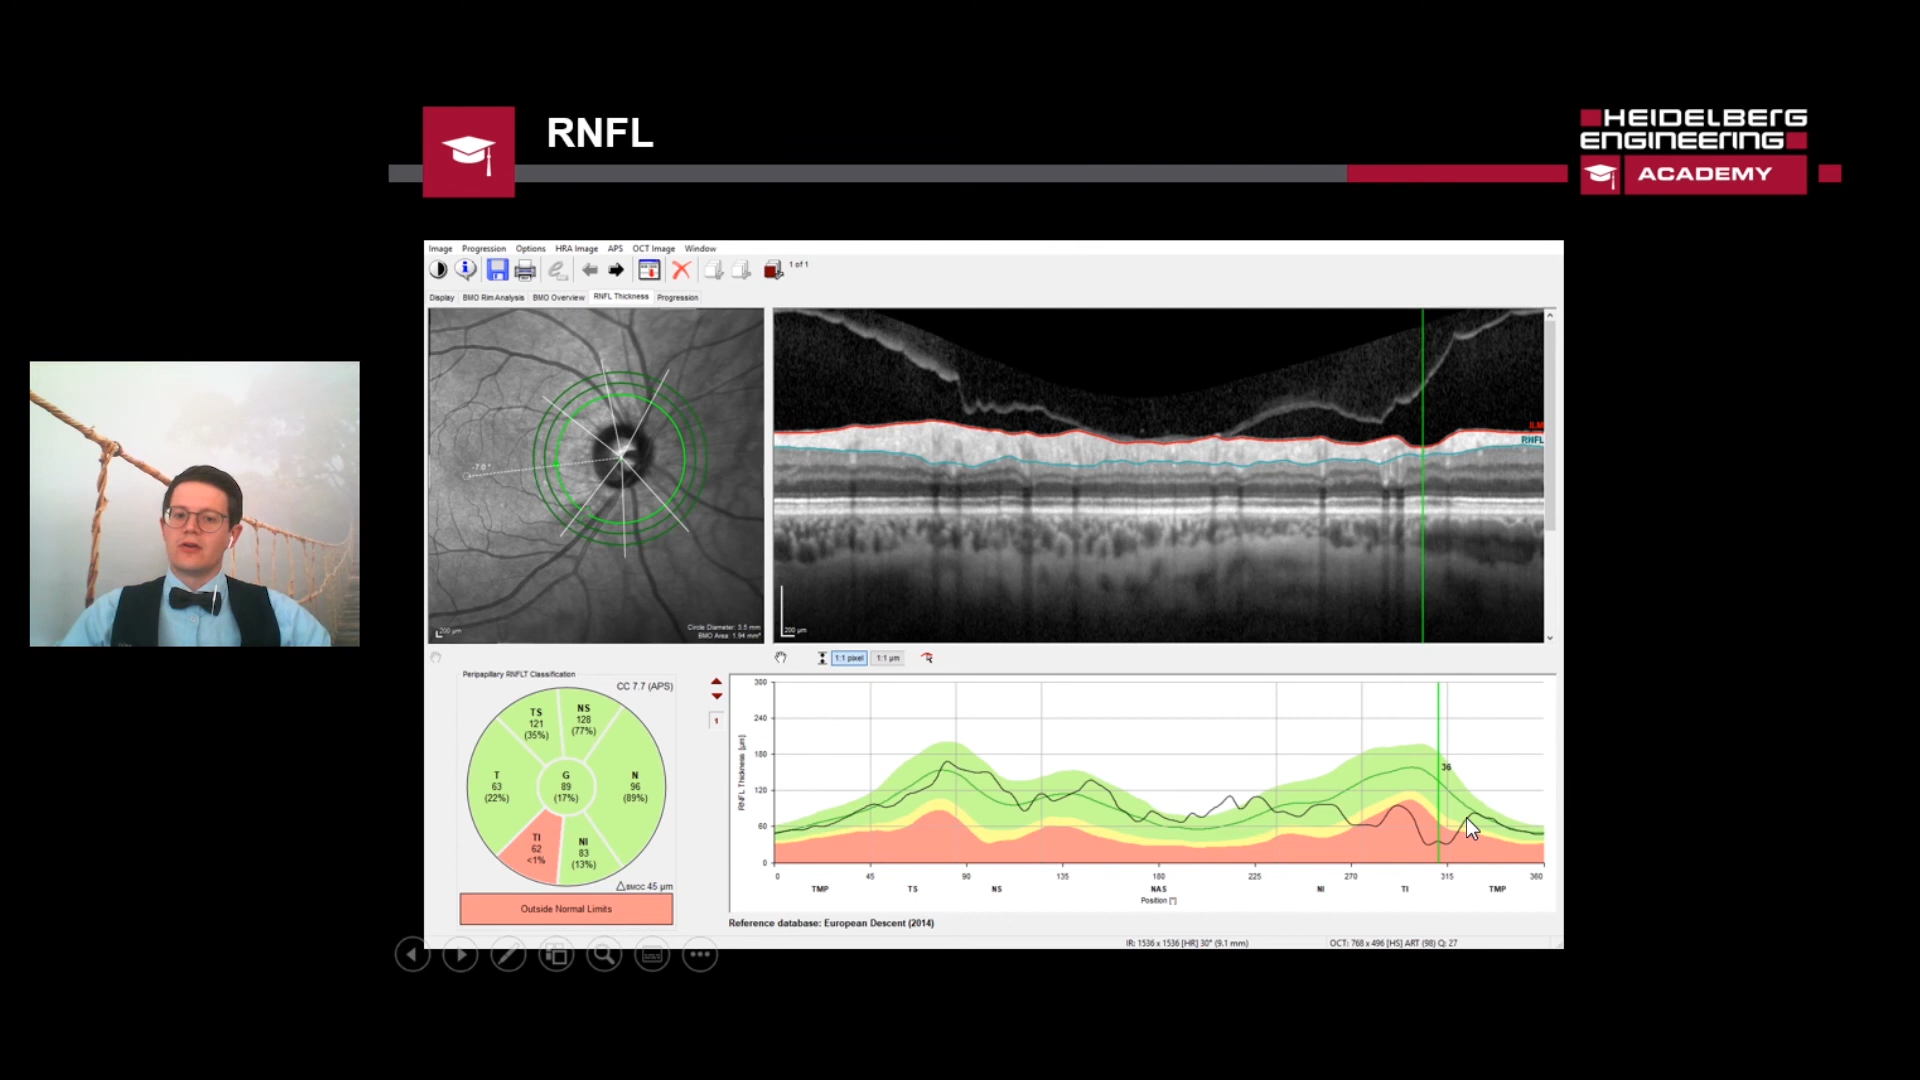 RNFL
HEIDELBERG
ENGINEERING
ACADEMY
Image Progression Options HRA Image APS OCT Image Window
1 of 1
Display BMO Rim Analysis BMO Overview RNFL Thickness Progression
-7.0 °
Circle Diameter: 3.5 mm
BMO Area: 1.94 mm²
200 µm
ILM
RNFL
200 µm
1:1 pixel 1:1 µm
Peripapillary RNFLT Classification
CC 7.7 (APS)
TS
121
(35%)
NS
128
(77%)
T
63
(22%)
G
89
(17%)
N
96
(89%)
TI
62
<1%
NI
83
(13%)
△BMOC 45 µm
Outside Normal Limits
1
RNFL Thickness [µm]
300
240
180
120
60
0
36
0 45 90 135 180 225 270 315 360
TMP TS NS NAS NI TI TMP
Position [°]
Reference database: European Descent (2014)
IR: 1536 x 1536 [HR] 30° (9.1 mm) OCT: 768 x 496 [HS] ART (98) Q: 27